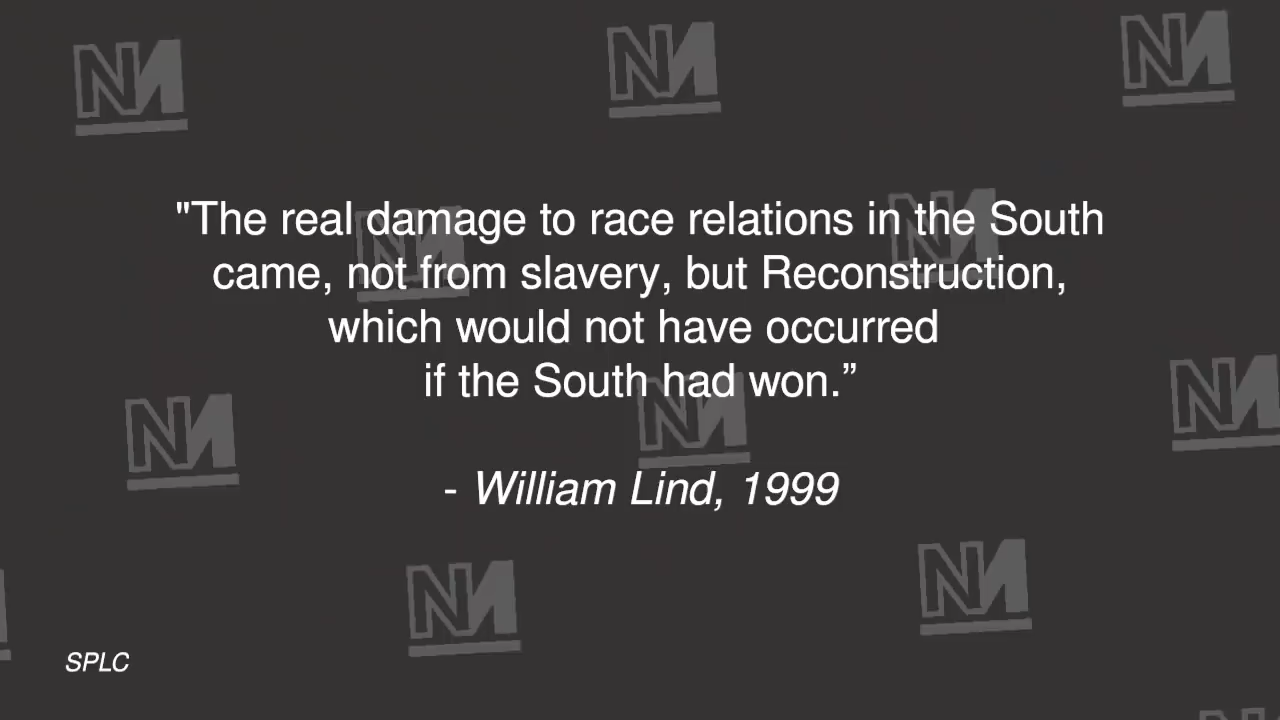 "The real damage to race relations in the South
came, not from slavery, but Reconstruction,
which would not have occurred
if the South had won.”
- William Lind, 1999
SPLC